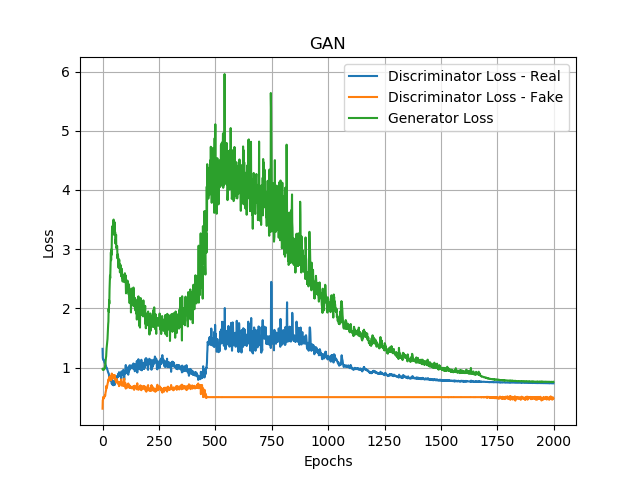 GAN
Discriminator Loss - Real
Discriminator Loss - Fake
Generator Loss
Loss
6
5
4
3
2
1
0 250 500 750 1000 1250 1500 1750 2000
Epochs